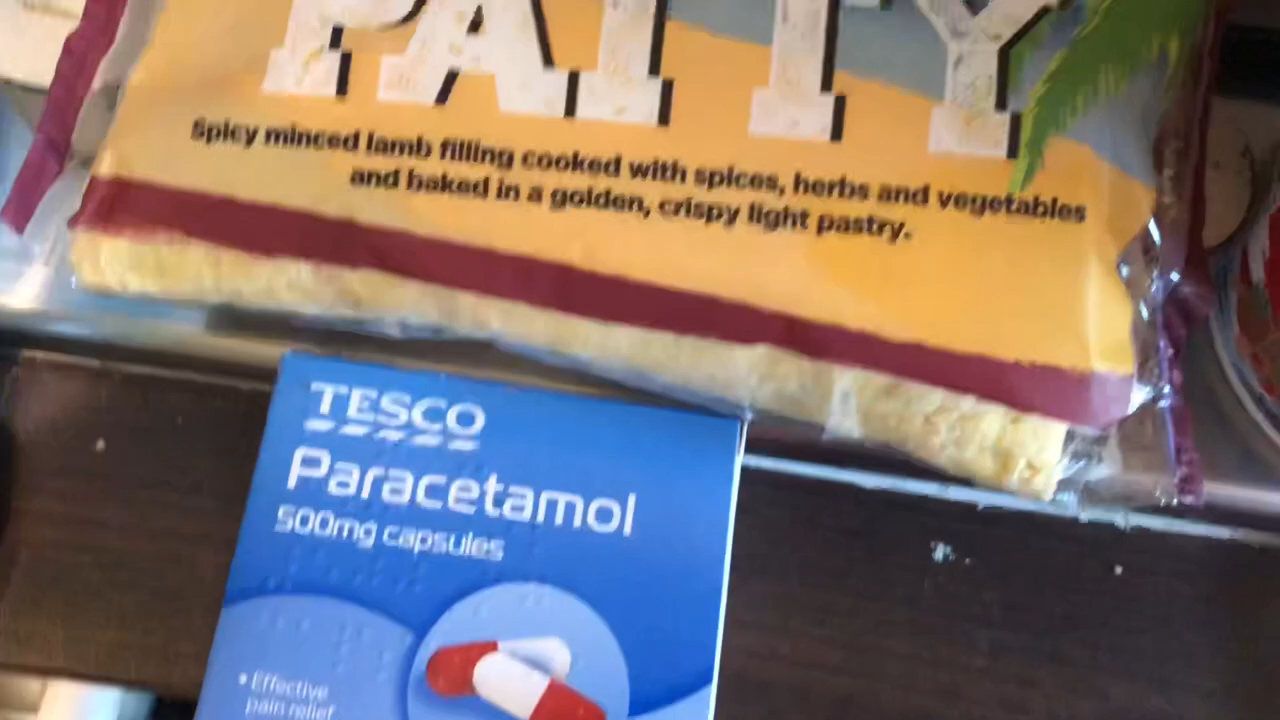 PATTY
Spicy minced lamb filling cooked with spices, herbs and vegetables
and baked in a golden, crispy light pastry.
TESCO
Paracetamol
500mg capsules
• Effective
pain relief